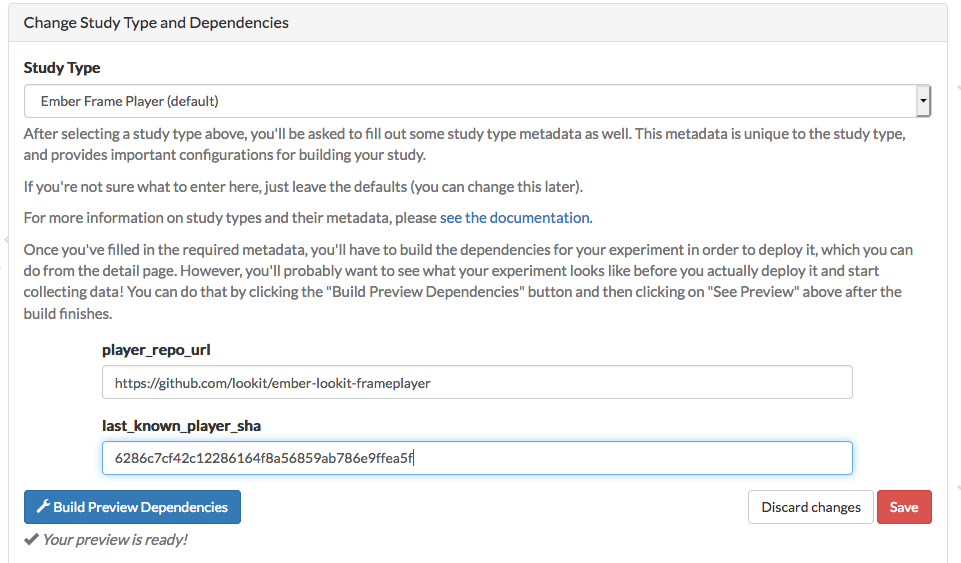 Change Study Type and Dependencies
Study Type
Ember Frame Player (default)
After selecting a study type above, you'll be asked to fill out some study type metadata as well. This metadata is unique to the study type,
and provides important configurations for building your study.
If you're not sure what to enter here, just leave the defaults (you can change this later).
For more information on study types and their metadata, please see the documentation.
Once you've filled in the required metadata, you'll have to build the dependencies for your experiment in order to deploy it, which you can
do from the detail page. However, you'll probably want to see what your experiment looks like before you actually deploy it and start
collecting data! You can do that by clicking the "Build Preview Dependencies" button and then clicking on "See Preview" above after the
build finishes.
player_repo_url
https://github.com/lookit/ember-lookit-frameplayer
last_known_player_sha
6286c7cf42c12286164f8a56859ab786e9ffea5f
Build Preview Dependencies
Discard changes
Save
Your preview is ready!